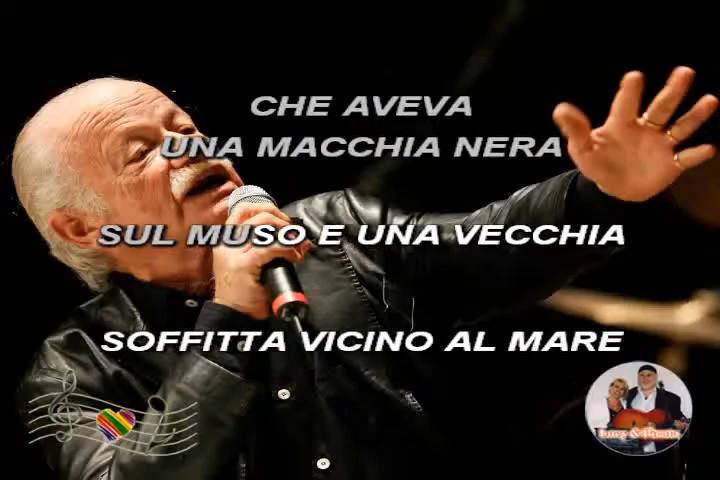 CHE AVEVA
UNA MACCHIA NERA
SUL MUSO E UNA VECCHIA
SOFFITTA VICINO AL MARE